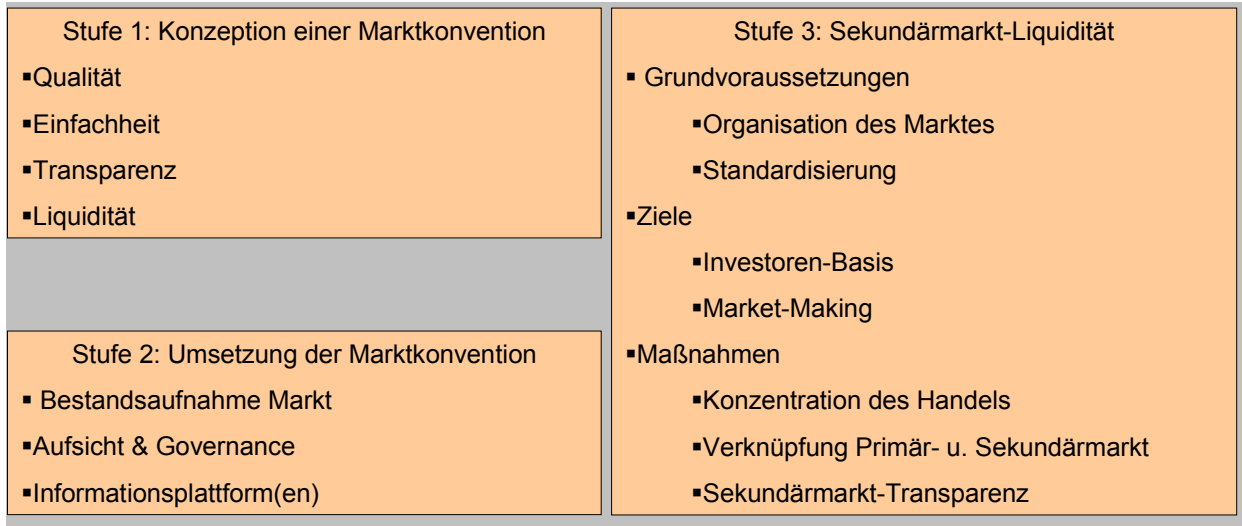 Stufe 1: Konzeption einer Marktkonvention
▪Qualität
▪Einfachheit
▪Transparenz
▪Liquidität
Stufe 2: Umsetzung der Marktkonvention
▪ Bestandsaufnahme Markt
▪Aufsicht & Governance
▪Informationsplattform(en)
Stufe 3: Sekundärmarkt-Liquidität
▪ Grundvoraussetzungen
▪Organisation des Marktes
▪Standardisierung
▪Ziele
▪Investoren-Basis
▪Market-Making
▪Maßnahmen
▪Konzentration des Handels
▪Verknüpfung Primär- u. Sekundärmarkt
▪Sekundärmarkt-Transparenz